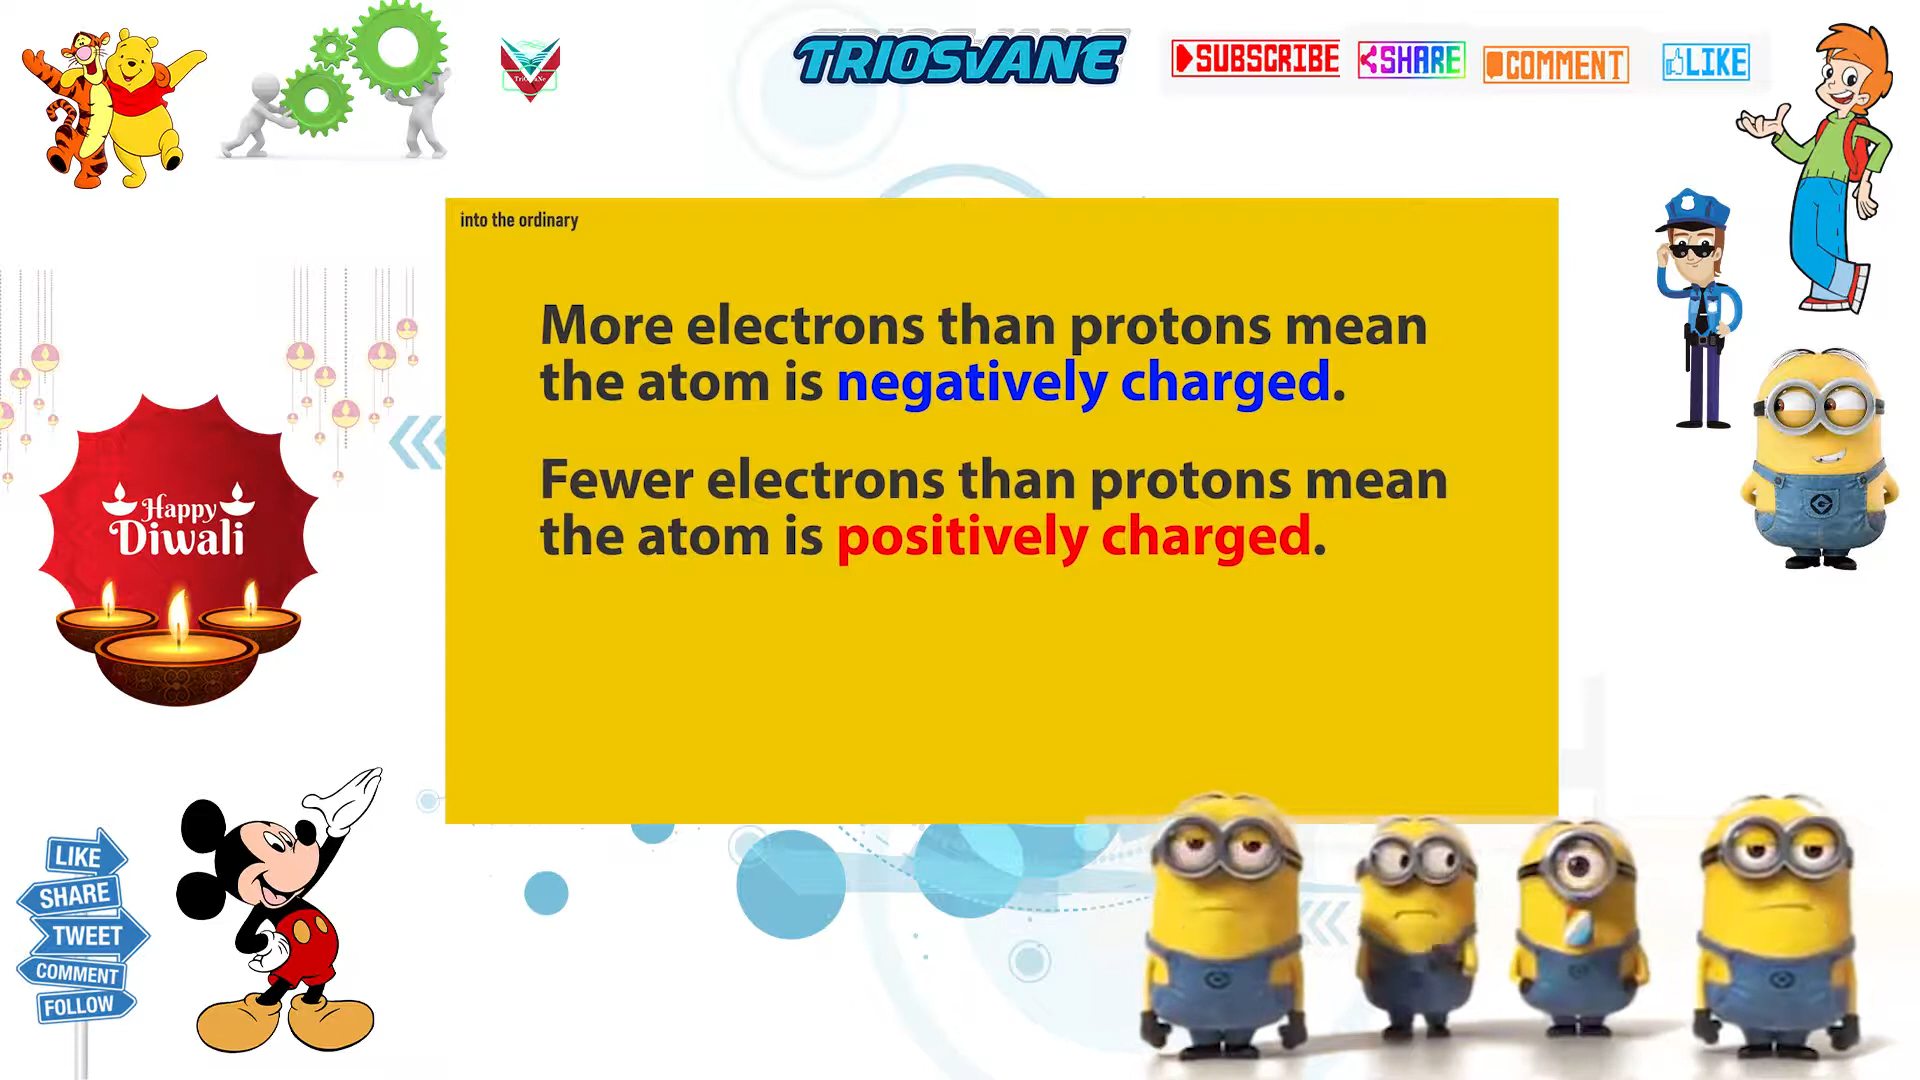 TRIOSVANE
SUBSCRIBE
SHARE
COMMENT
LIKE
TrioSvaNe
into the ordinary
More electrons than protons mean
the atom is negatively charged.
Fewer electrons than protons mean
the atom is positively charged.
Happy
Diwali
LIKE
SHARE
TWEET
COMMENT
FOLLOW